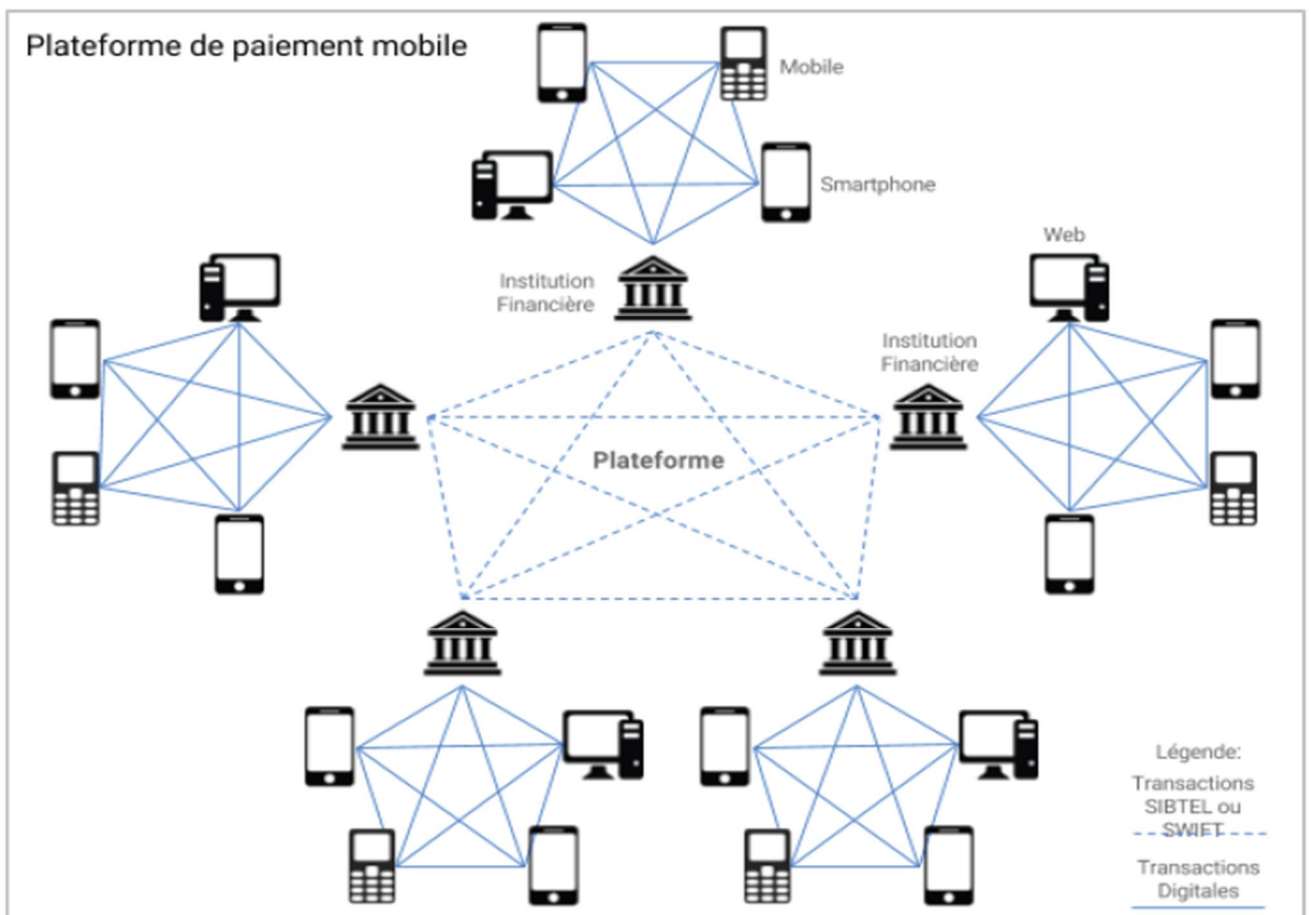 Plateforme de paiement mobile
Mobile
Smartphone
Web
Institution
Financière
Institution
Financière
Plateforme
Légende:
Transactions
SIBTEL ou
SWIFT
Transactions
Digitales